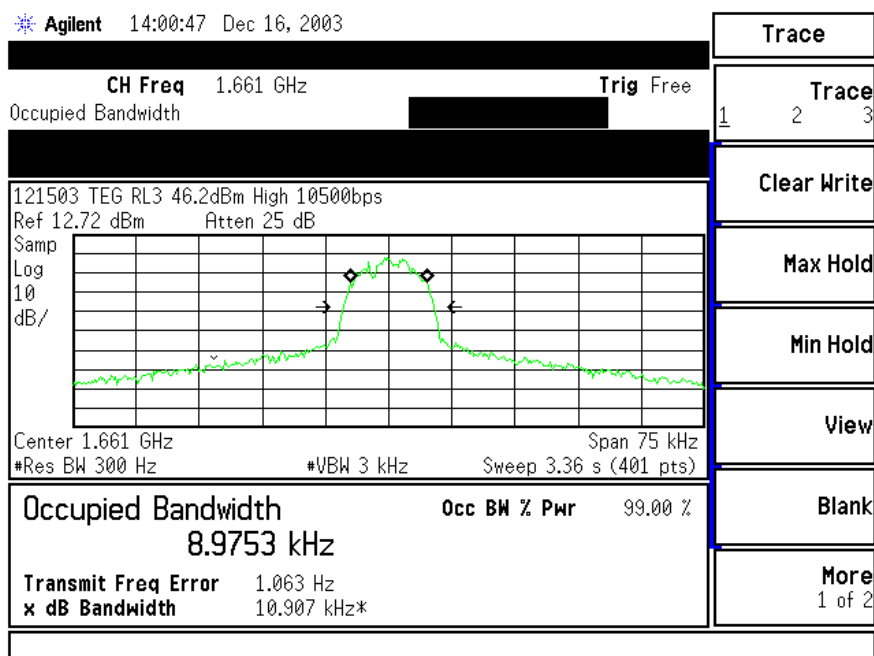 Agilent 14:00:47 Dec 16, 2003
CH Freq 1.661 GHz Trig Free
Occupied Bandwidth
121503 TEG RL3 46.2dBm High 10500bps
Ref 12.72 dBm Atten 25 dB
Samp
Log
10
dB/
Center 1.661 GHz Span 75 kHz
#Res BW 300 Hz #VBW 3 kHz Sweep 3.36 s (401 pts)
Occupied Bandwidth Occ BW % Pwr 99.00 %
8.9753 kHz
Transmit Freq Error 1.063 Hz
x dB Bandwidth 10.907 kHz*
Trace
Trace
1 2 3
Clear Write
Max Hold
Min Hold
View
Blank
More
1 of 2